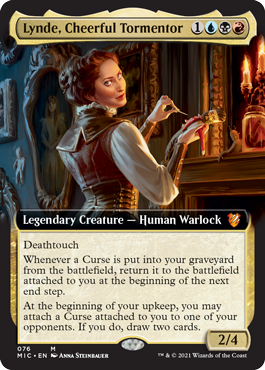 Lynde, Cheerful Tormentor 1
Legendary Creature — Human Warlock
Deathtouch
Whenever a Curse is put into your graveyard
from the battlefield, return it to the battlefield
attached to you at the beginning of the next
end step.
At the beginning of your upkeep, you may
attach a Curse attached to you to one of your
opponents. If you do, draw two cards.
2/4
076 M
MIC • EN Anna Steinbauer ™ & © 2021 Wizards of the Coast